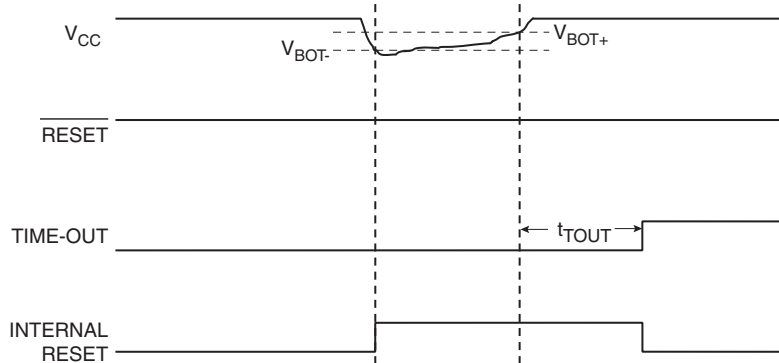 VCC
VBOT-
VBOT+
RESET
TIME-OUT
tTOUT
INTERNAL
RESET